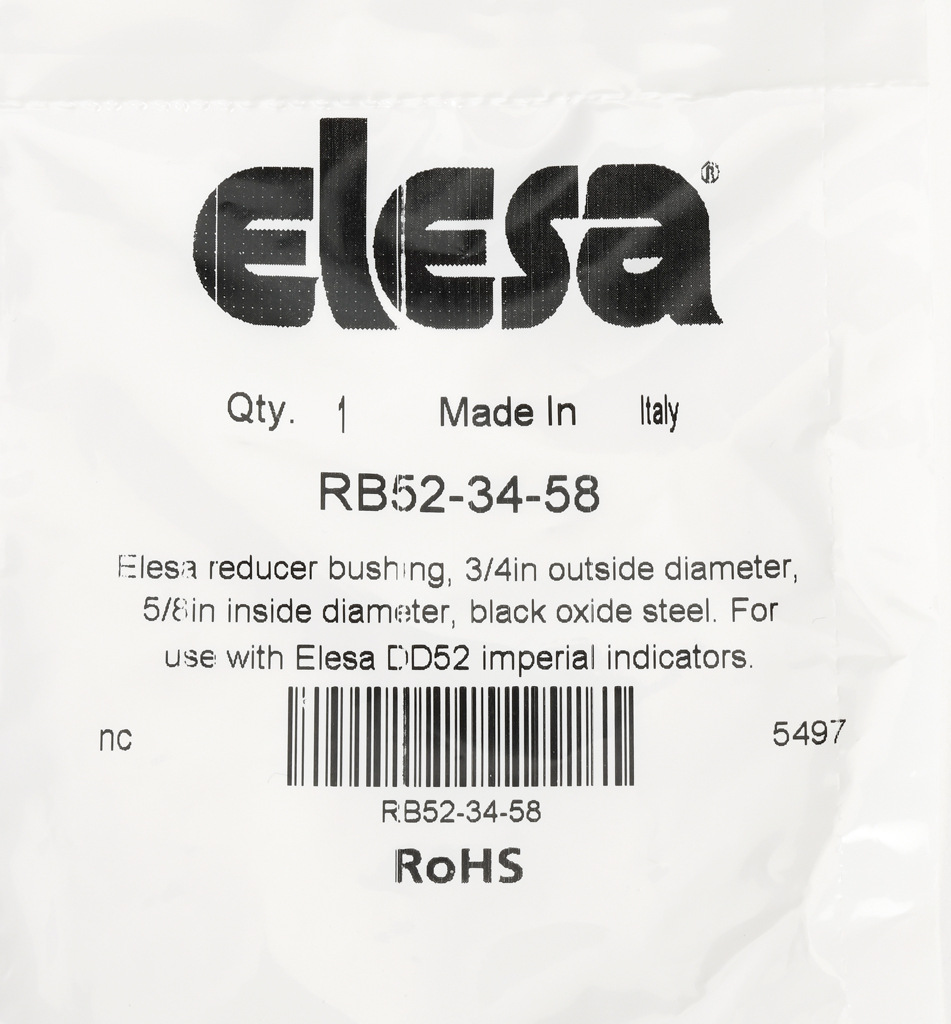 elesa®
Qty. 1 Made In Italy
RB52-34-58
Elesa reducer bushing, 3/4in outside diameter,
5/8in inside diameter, black oxide steel. For
use with Elesa DD52 imperial indicators.
nc 5497
RB52-34-58
RoHS